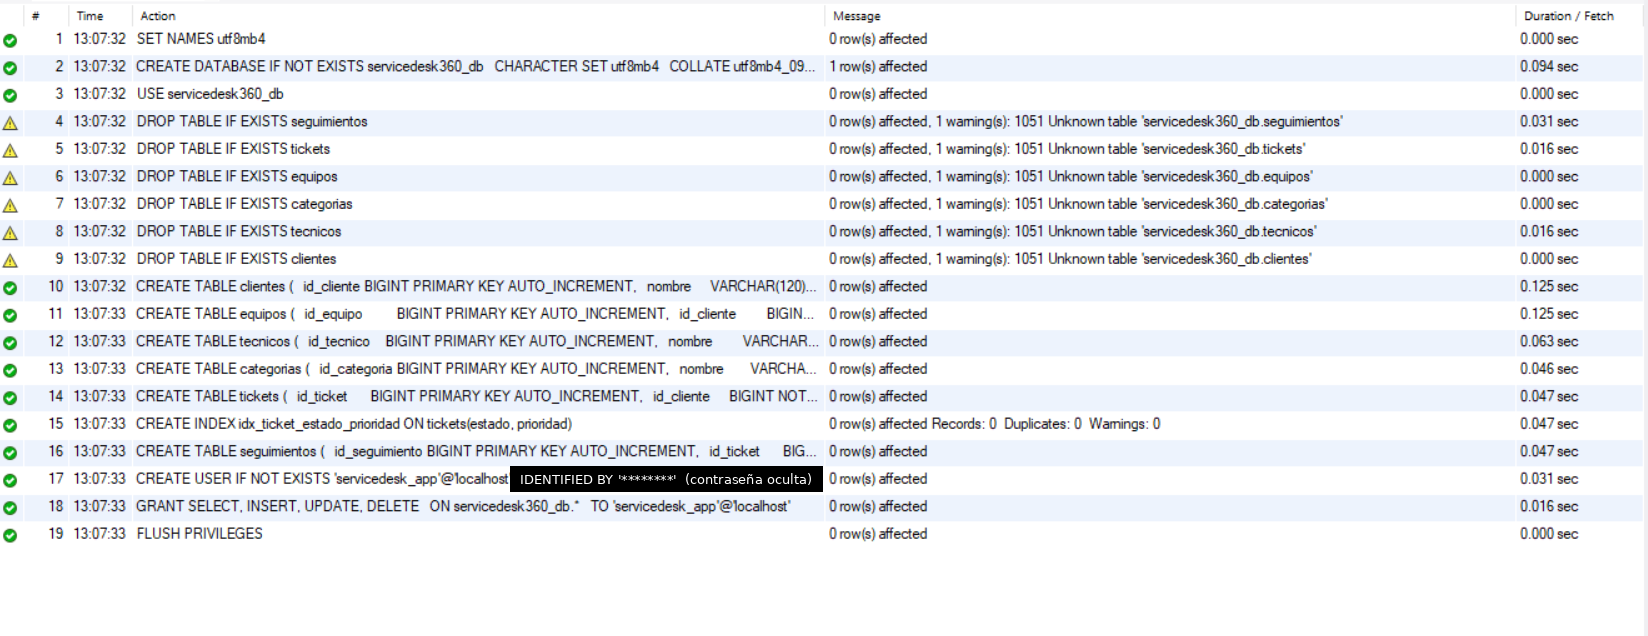 # Time Action Message Duration / Fetch
1 13:07:32 SET NAMES utf8mb4 0 row(s) affected 0.000 sec
2 13:07:32 CREATE DATABASE IF NOT EXISTS servicedesk360_db CHARACTER SET utf8mb4 COLLATE utf8mb4_09... 1 row(s) affected 0.094 sec
3 13:07:32 USE servicedesk360_db 0 row(s) affected 0.000 sec
4 13:07:32 DROP TABLE IF EXISTS seguimientos 0 row(s) affected, 1 warning(s): 1051 Unknown table 'servicedesk360_db.seguimientos' 0.031 sec
5 13:07:32 DROP TABLE IF EXISTS tickets 0 row(s) affected, 1 warning(s): 1051 Unknown table 'servicedesk360_db.tickets' 0.016 sec
6 13:07:32 DROP TABLE IF EXISTS equipos 0 row(s) affected, 1 warning(s): 1051 Unknown table 'servicedesk360_db.equipos' 0.000 sec
7 13:07:32 DROP TABLE IF EXISTS categorias 0 row(s) affected, 1 warning(s): 1051 Unknown table 'servicedesk360_db.categorias' 0.000 sec
8 13:07:32 DROP TABLE IF EXISTS tecnicos 0 row(s) affected, 1 warning(s): 1051 Unknown table 'servicedesk360_db.tecnicos' 0.016 sec
9 13:07:32 DROP TABLE IF EXISTS clientes 0 row(s) affected, 1 warning(s): 1051 Unknown table 'servicedesk360_db.clientes' 0.000 sec
10 13:07:32 CREATE TABLE clientes ( id_cliente BIGINT PRIMARY KEY AUTO_INCREMENT, nombre VARCHAR(120)... 0 row(s) affected 0.125 sec
11 13:07:33 CREATE TABLE equipos ( id_equipo BIGINT PRIMARY KEY AUTO_INCREMENT, id_cliente BIGIN... 0 row(s) affected 0.125 sec
12 13:07:33 CREATE TABLE tecnicos ( id_tecnico BIGINT PRIMARY KEY AUTO_INCREMENT, nombre VARCHAR... 0 row(s) affected 0.063 sec
13 13:07:33 CREATE TABLE categorias ( id_categoria BIGINT PRIMARY KEY AUTO_INCREMENT, nombre VARCHA... 0 row(s) affected 0.046 sec
14 13:07:33 CREATE TABLE tickets ( id_ticket BIGINT PRIMARY KEY AUTO_INCREMENT, id_cliente BIGINT NOT... 0 row(s) affected 0.047 sec
15 13:07:33 CREATE INDEX idx_ticket_estado_prioridad ON tickets(estado, prioridad) 0 row(s) affected Records: 0 Duplicates: 0 Warnings: 0 0.047 sec
16 13:07:33 CREATE TABLE seguimientos ( id_seguimiento BIGINT PRIMARY KEY AUTO_INCREMENT, id_ticket BIG... 0 row(s) affected 0.047 sec
17 13:07:33 CREATE USER IF NOT EXISTS 'servicedesk_app'@'localhost IDENTIFIED BY '********' (contraseña oculta) 0 row(s) affected 0.031 sec
18 13:07:33 GRANT SELECT, INSERT, UPDATE, DELETE ON servicedesk360_db.* TO 'servicedesk_app'@'localhost' 0 row(s) affected 0.016 sec
19 13:07:33 FLUSH PRIVILEGES 0 row(s) affected 0.000 sec